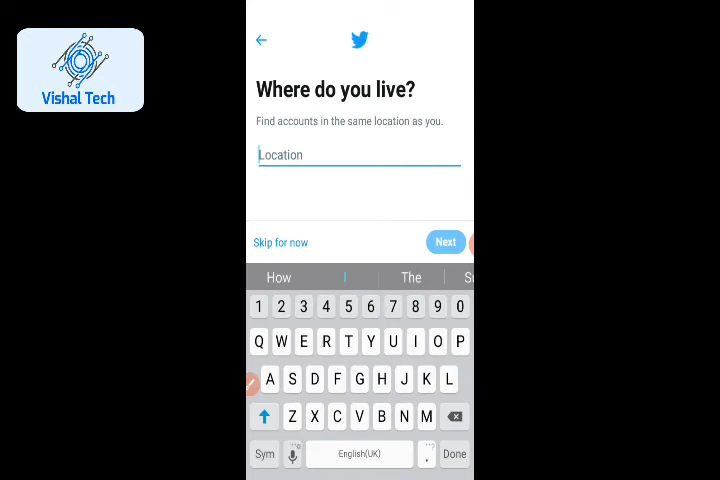 Vishal Tech
Where do you live?
Find accounts in the same location as you.
Location
Skip for now
Next
How I The
1 2 3 4 5 6 7 8 9 0
Q W E R T Y U I O P
A S D F G H J K L
Z X C V B N M
Sym English(UK) . Done